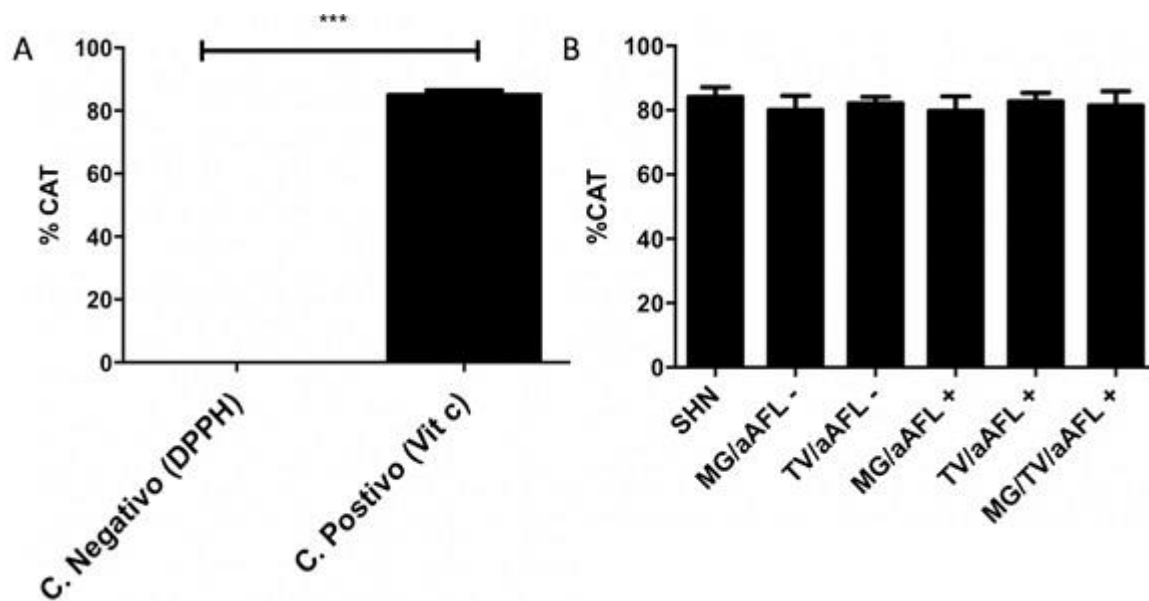 A
***
% CAT
100
80
60
40
20
0
C. Negativo (DPPH)
C. Postivo (Vit c)
B
%CAT
100
80
60
40
20
0
SHN
MG/aAFL -
TV/aAFL -
MG/aAFL +
TV/aAFL +
MG/TV/aAFL +